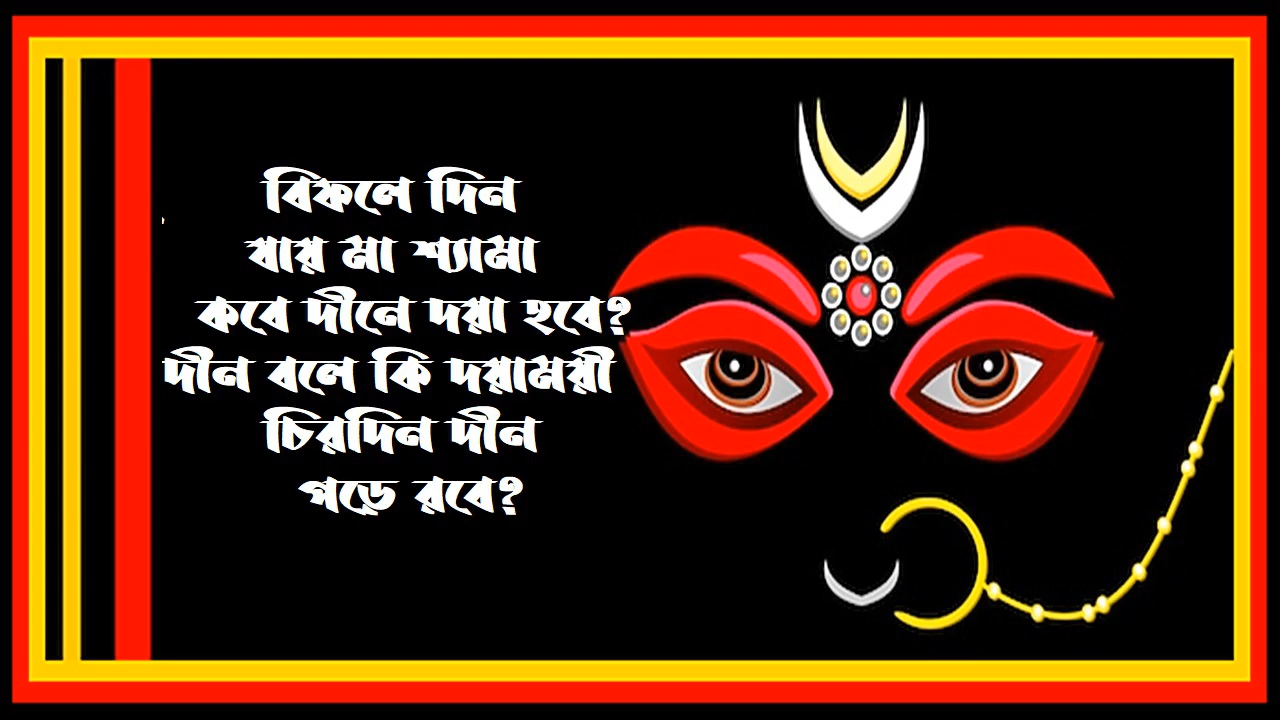 বিফলে দিন
যায় মা শ্যামা
কবে দীনে দয়া হবে?
দীন বলে কি দয়াময়ী
চিরদিন দীন
পড়ে রবে?